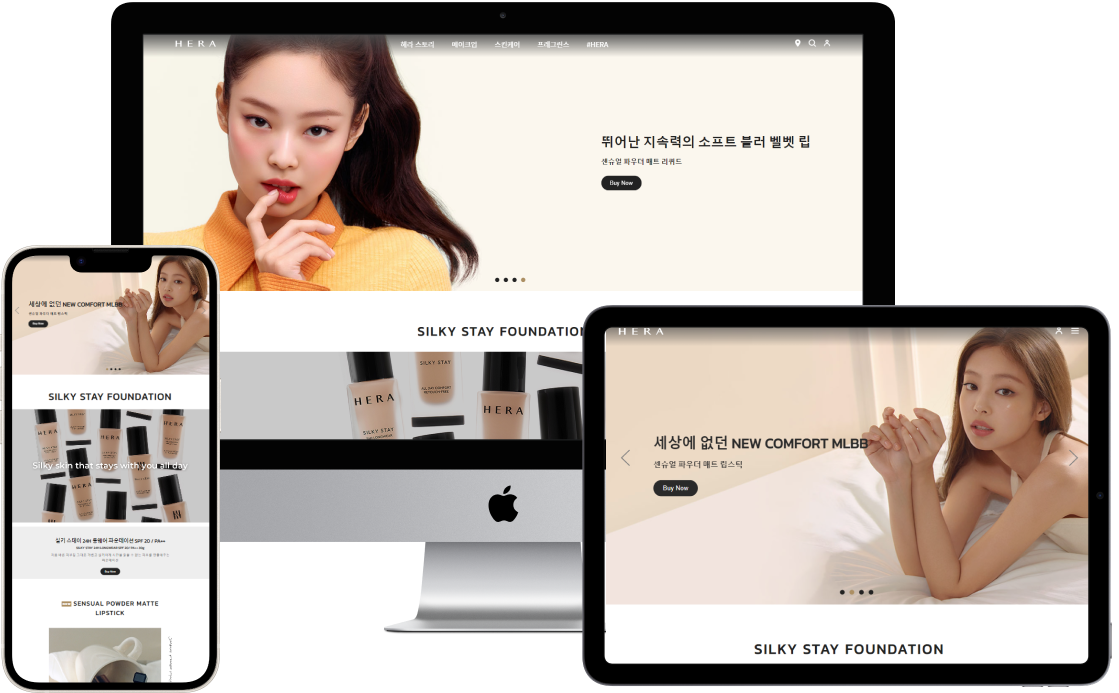 HERA
헤라 스토리 메이크업 스킨케어 프래그런스 #HERA
뛰어난 지속력의 소프트 블러 벨벳 립
센슈얼 파우더 매트 리퀴드
Buy Now
SILKY STAY FOUNDATION
SILKY STAY
HERA
HERA
세상에 없던 NEW COMFORT MLBB
센슈얼 파우더 매트 립스틱
Buy Now
SILKY STAY FOUNDATION
HERA
HERA
HERA
Silky skin that stays with you all day
실키 스테이 24H 롱웨어 파운데이션 SPF 20 / PA++
Buy Now
NEW SENSUAL POWDER MATTE
LIPSTICK
HERA
세상에 없던 NEW COMFORT MLBB
센슈얼 파우더 매트 립스틱
Buy Now
SILKY STAY FOUNDATION